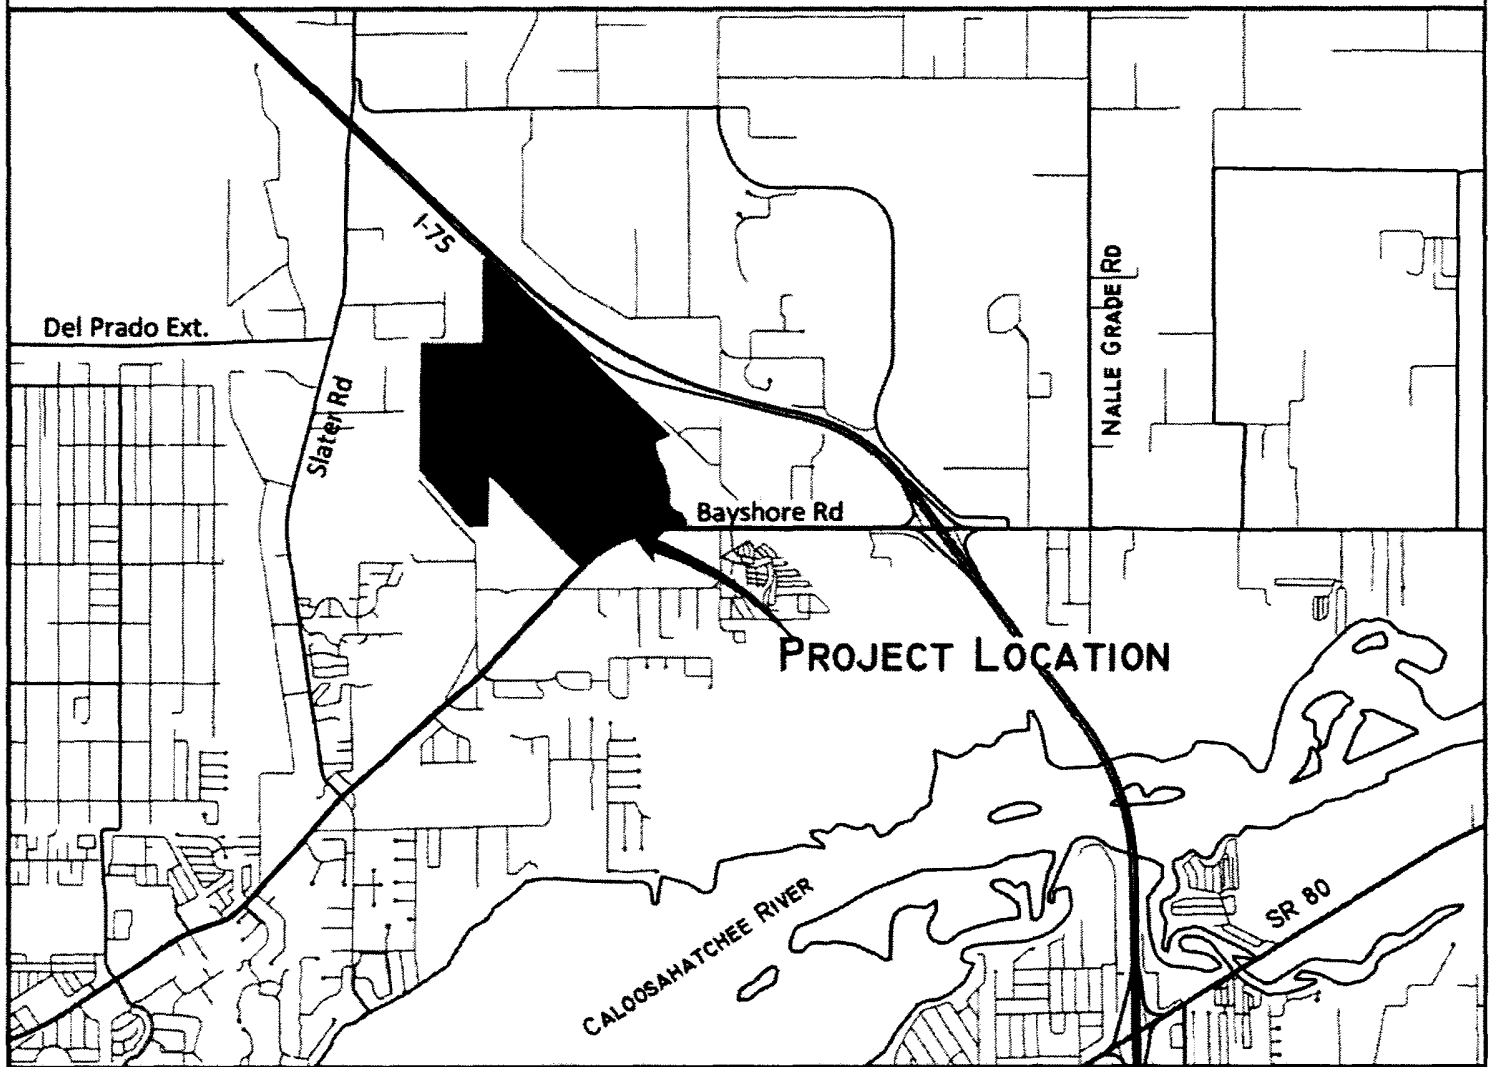 I-75
NALLE GRADE RD
Del Prado Ext.
Slater Rd
Bayshore Rd
PROJECT LOCATION
CALOOSAHATCHEE RIVER
SR 80